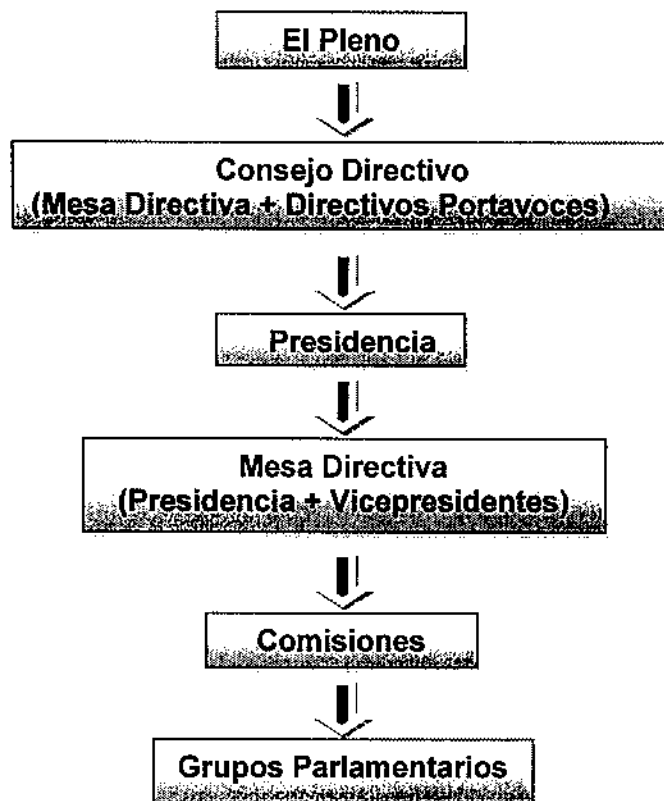 El Pleno
Consejo Directivo
(Mesa Directiva + Directivos Portavoces)
Presidencia
Mesa Directiva
(Presidencia + Vicepresidentes)
Comisiones
Grupos Parlamentarios